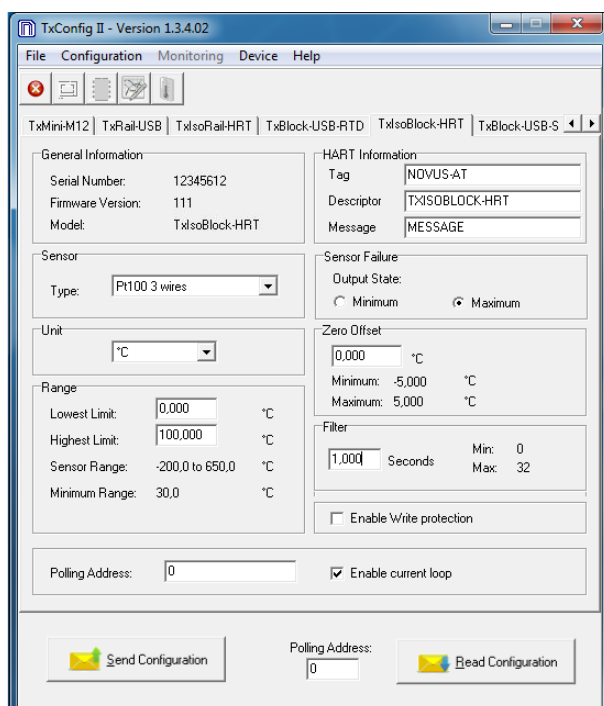 TxConfig II - Version 1.3.4.02
File Configuration Monitoring Device Help
TxMini-M12 TxRail-USB TxIsoRail-HRT TxBlock-USB-RTD TxIsoBlock-HRT TxBlock-USB-S
General Information
Serial Number: 12345612
Firmware Version: 111
Model: TxIsoBlock-HRT
HART Information
Tag NOVUS-AT
Descriptor TXISOBLOCK-HRT
Message MESSAGE
Sensor
Type: Pt100 3 wires
Sensor Failure
Output State:
Minimum Maximum
Unit
°C
Zero Offset
0,000 °C
Minimum: -5,000 °C
Maximum: 5,000 °C
Range
Lowest Limit: 0,000 °C
Highest Limit: 100,000 °C
Sensor Range: -200,0 to 650,0 °C
Minimum Range: 30,0 °C
Filter
1,000 Seconds
Min: 0
Max: 32
Enable Write protection
Polling Address: 0
Enable current loop
Send Configuration
Polling Address:
0
Read Configuration